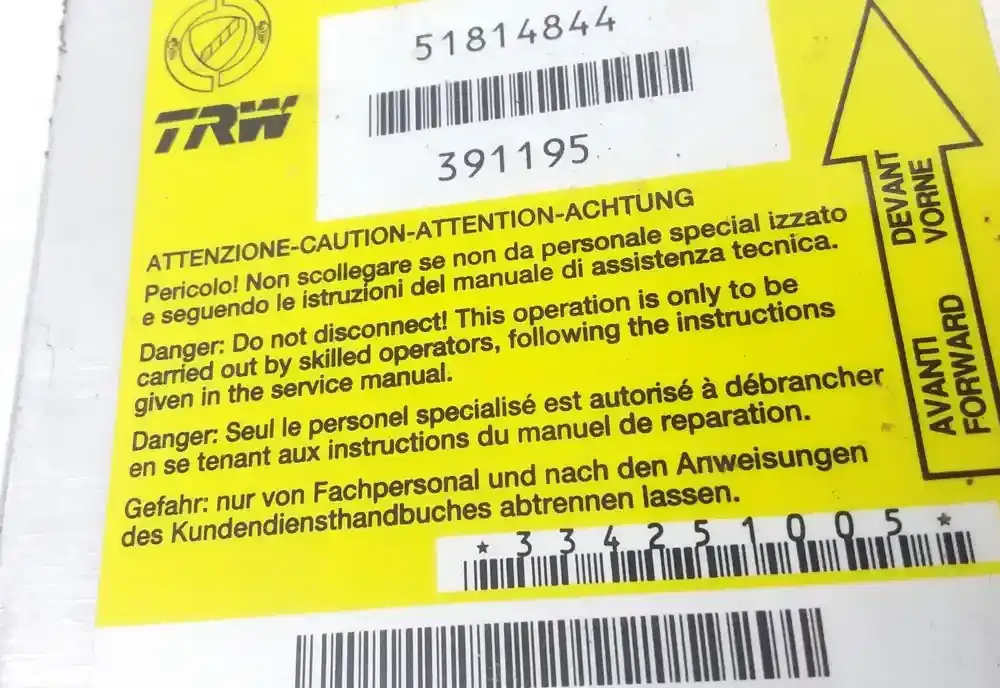 51814844
TRW
391195
ATTENZIONE-CAUTION-ATTENTION-ACHTUNG
Pericolo! Non scollegare se non da personale special izzato
e seguendo le istruzioni del manuale di assistenza tecnica.
Danger: Do not disconnect! This operation is only to be
carried out by skilled operators, following the instructions
given in the service manual.
Danger: Seul le personel specialisé est autorisé à débrancher
en se tenant aux instructions du manuel de reparation.
Gefahr: nur von Fachpersonal und nach den Anweisungen
des Kundendiensthandbuches abtrennen lassen.
DEVANT
VORNE
AVANTI
FORWARD
* 334251005 *